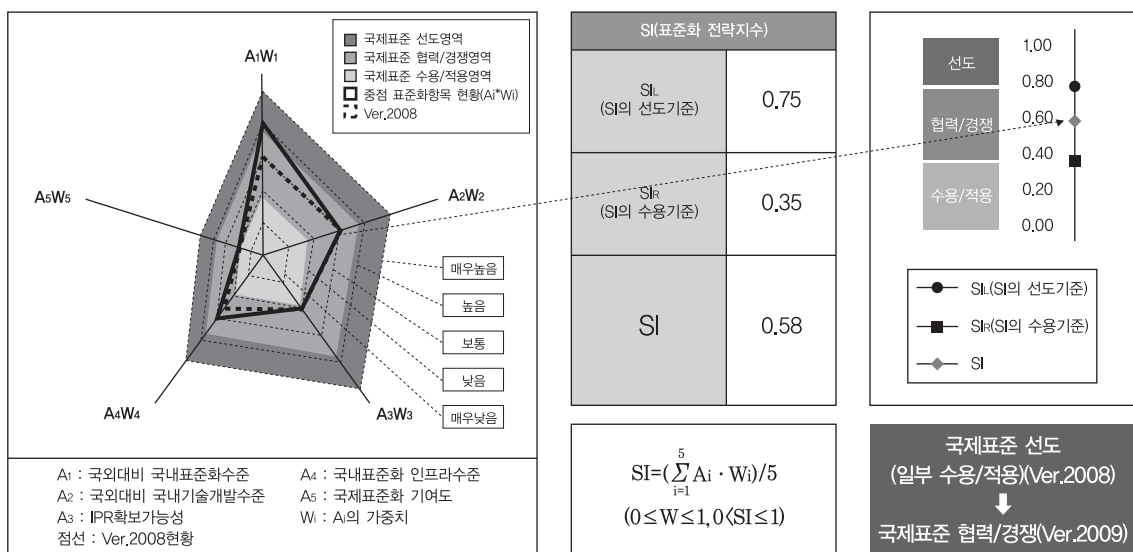 국제표준 선도영역
국제표준 협력/경쟁영역
국제표준 수용/적용영역
중점 표준화항목 현황(Ai*Wi)
Ver.2008
A1W1
A2W2
A5W5
A4W4
A3W3
매우높음
높음
보통
낮음
매우낮음
A1 : 국외대비 국내표준화수준
A2 : 국외대비 국내기술개발수준
A3 : IPR확보가능성
점선 : Ver.2008현황
A4 : 국내표준화 인프라수준
A5 : 국제표준화 기여도
Wi : Ai의 가중치
SI(표준화 전략지수)
SIL
(SI의 선도기준)
0.75
SIR
(SI의 수용기준)
0.35
SI
0.58
SI=(5∑i=1 Ai · Wi)/5
(0≤W≤1, 0<SI≤1)
선도
협력/경쟁
수용/적용
1.00
0.80
0.60
0.40
0.20
0.00
SIL(SI의 선도기준)
SIR(SI의 수용기준)
SI
국제표준 선도
(일부 수용/적용)(Ver.2008)
국제표준 협력/경쟁(Ver.2009)